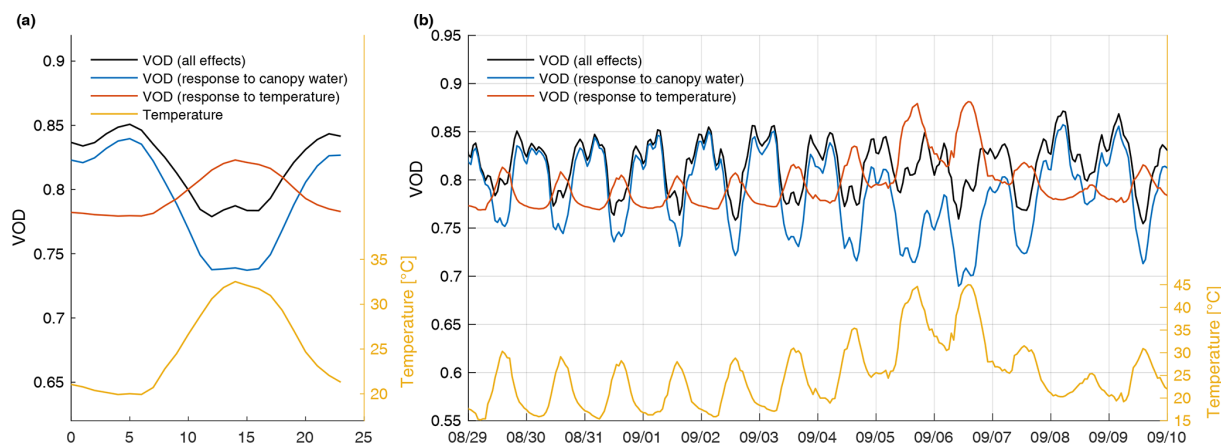 (a)
VOD
0.9
0.85
0.8
0.75
0.7
0.65
VOD (all effects)
VOD (response to canopy water)
VOD (response to temperature)
Temperature
35
30
25
20
Temperature [°C]
0 5 10 15 20 25
(b)
VOD
0.95
0.9
0.85
0.8
0.75
0.7
0.65
0.6
0.55
VOD (all effects)
VOD (response to canopy water)
VOD (response to temperature)
45
40
35
30
25
20
15
Temperature [°C]
08/29 08/30 08/31 09/01 09/02 09/03 09/04 09/05 09/06 09/07 09/08 09/09 09/10